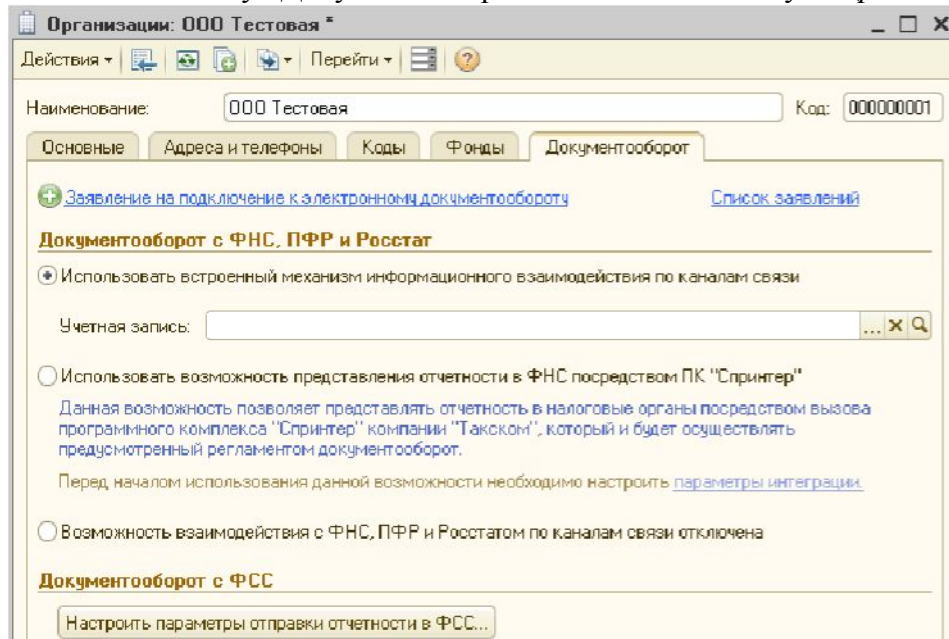 Организации: ООО Тестовая *
Действия Перейти
Наименование: ООО Тестовая Код: 000000001
Основные Адреса и телефоны Коды Фонды Документооборот
Заявление на подключение к электронному документообороту Список заявлений
Документооборот с ФНС, ПФР и Росстат
Использовать встроенный механизм информационного взаимодействия по каналам связи
Учетная запись: ...
Использовать возможность представления отчетности в ФНС посредством ПК "Спринтер"
Данная возможность позволяет представлять отчетность в налоговые органы посредством вызова
программного комплекса "Спринтер" компании "Такском", который и будет осуществлять
предусмотренный регламентом документооборот.
Перед началом использования данной возможности необходимо настроить параметры интеграции.
Возможность взаимодействия с ФНС, ПФР и Росстатом по каналам связи отключена
Документооборот с ФСС
Настроить параметры отправки отчетности в ФСС...